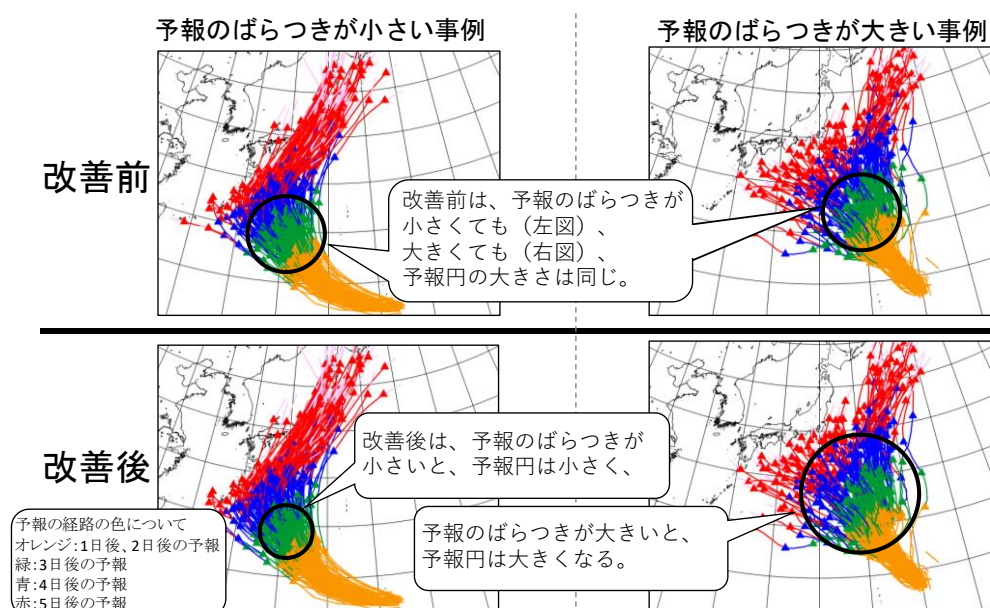 予報のばらつきが小さい事例
予報のばらつきが大きい事例
改善前
改善前は、予報のばらつきが
小さくても（左図）、
大きくても（右図）、
予報円の大きさは同じ。
改善後
改善後は、予報のばらつきが
小さいと、予報円は小さく、
予報のばらつきが大きいと、
予報円は大きくなる。
予報の経路の色について
オレンジ:1日後、2日後の予報
緑:3日後の予報
青:4日後の予報
赤:5日後の予報